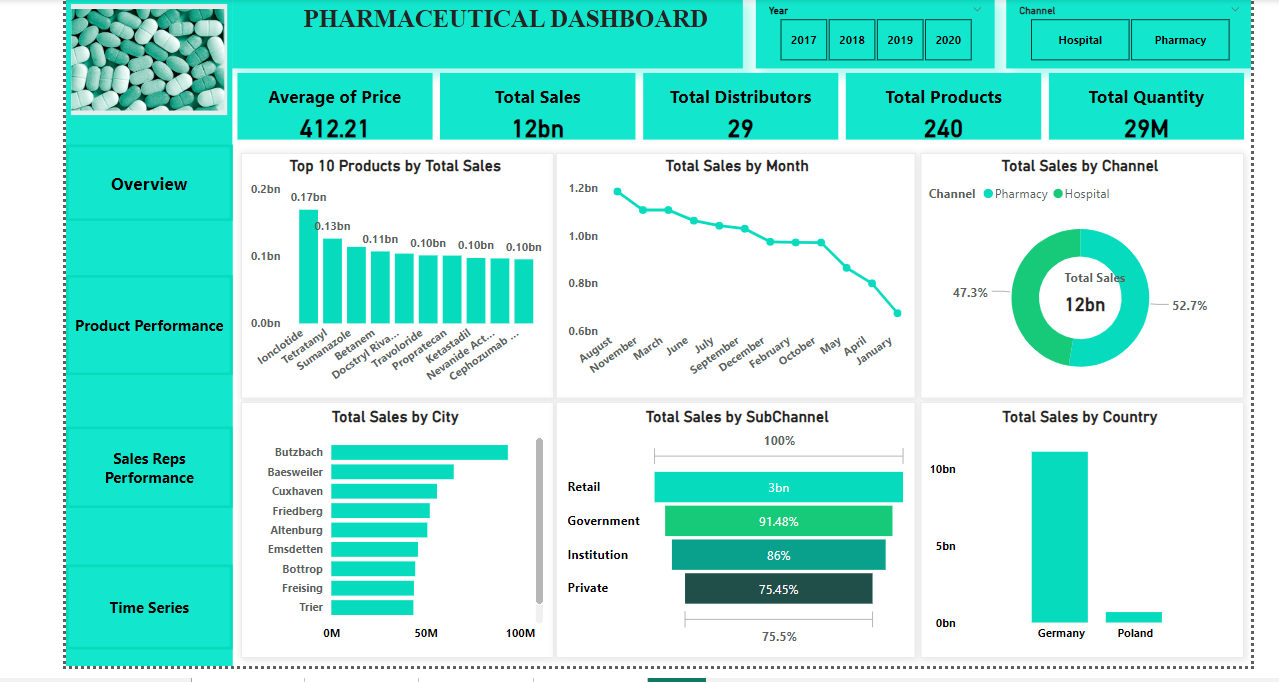 PHARMACEUTICAL DASHBOARD
Year
2017
2018
2019
2020
Channel
Hospital
Pharmacy
Average of Price
412.21
Total Sales
12bn
Total Distributors
29
Total Products
240
Total Quantity
29M
Overview
Product Performance
Sales Reps
Performance
Time Series
Top 10 Products by Total Sales
0.2bn
0.1bn
0.0bn
0.17bn
0.13bn
0.11bn
0.10bn
0.10bn
0.10bn
Ionclotide
Tetratanyl
Sumanazole
Betanem
Docstryl Riva...
Travoloride
Propratecan
Ketastadil
Nevanide Act...
Cephozumab ...
Total Sales by Month
1.2bn
1.0bn
0.8bn
0.6bn
August
November
March
June
July
September
December
February
October
May
April
January
Total Sales by Channel
Channel Pharmacy Hospital
47.3%
Total Sales
12bn
52.7%
Total Sales by City
Butzbach
Baesweiler
Cuxhaven
Friedberg
Altenburg
Emsdetten
Bottrop
Freising
Trier
0M 50M 100M
Total Sales by SubChannel
100%
Retail 3bn
Government 91.48%
Institution 86%
Private 75.45%
75.5%
Total Sales by Country
10bn
5bn
0bn
Germany Poland